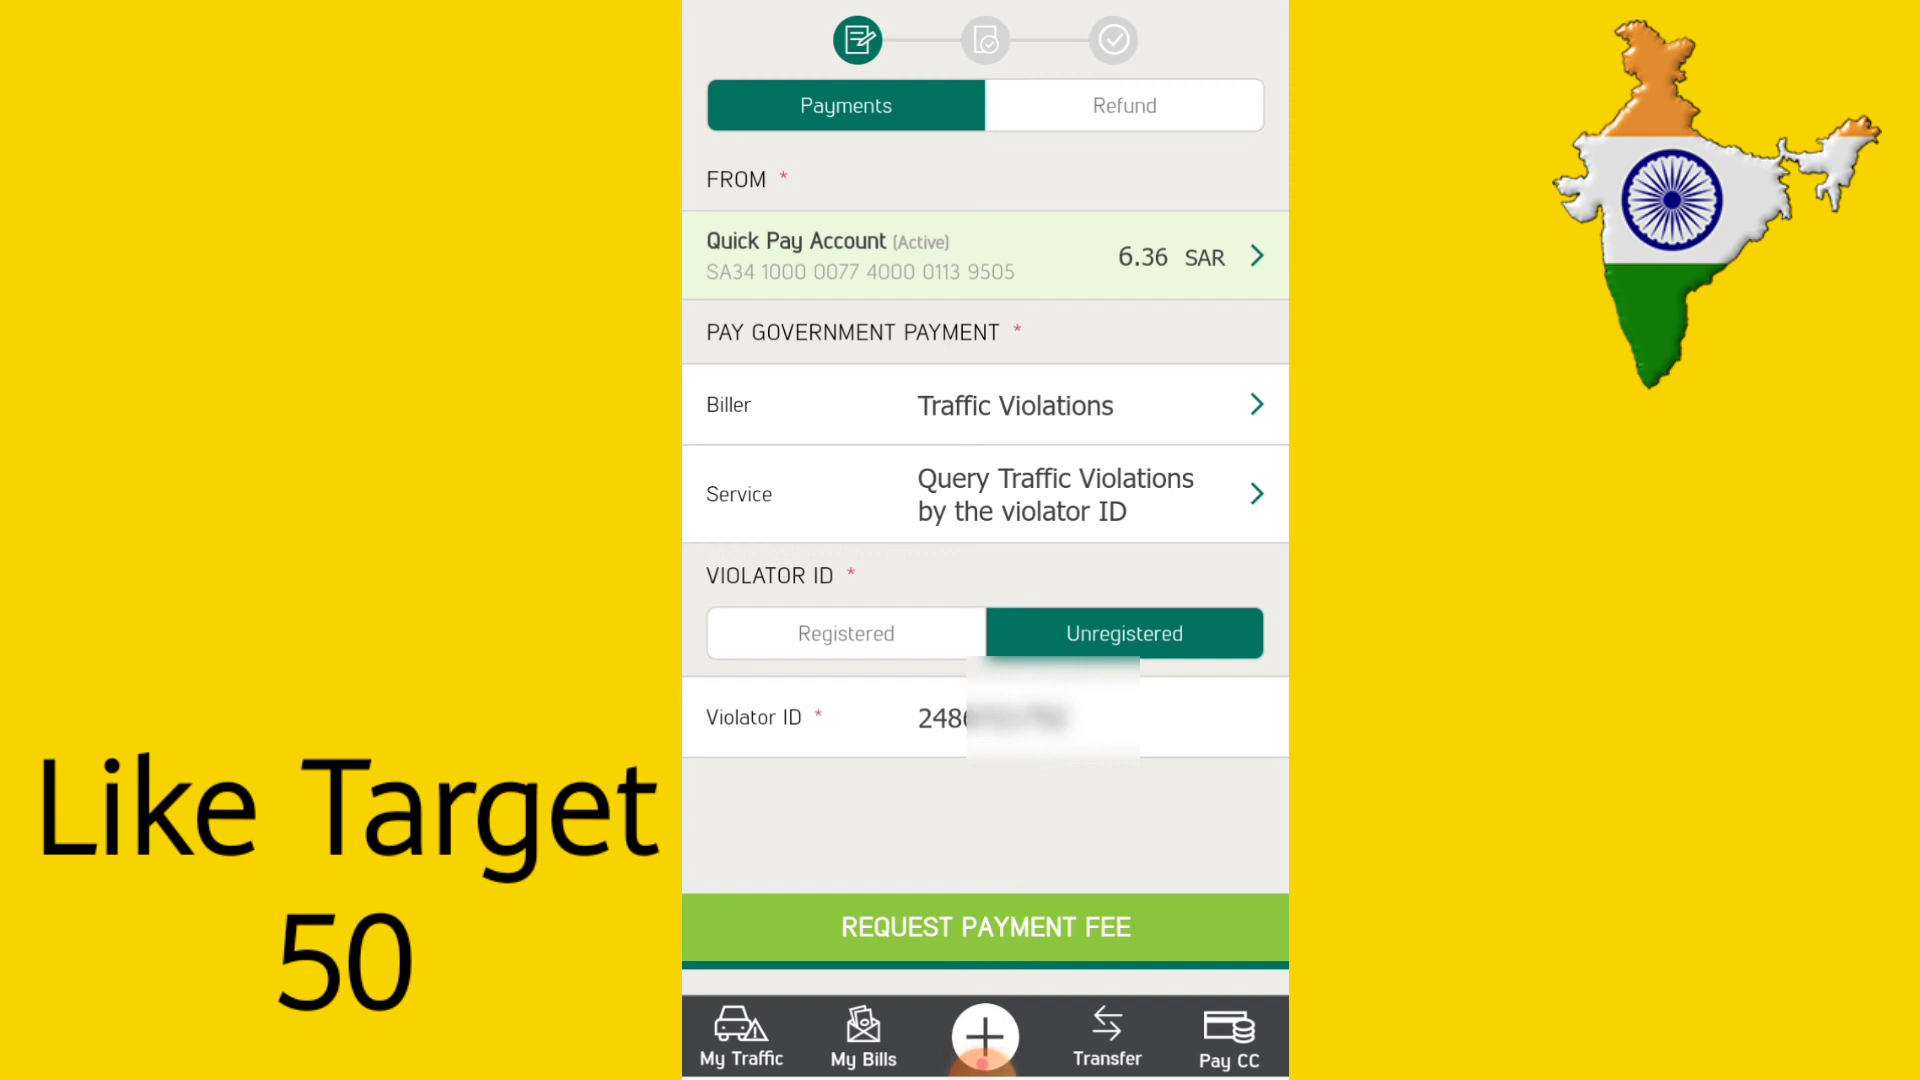 Payments
Refund
FROM *
Quick Pay Account (Active)
SA34 1000 0077 4000 0113 9505
6.36 SAR
PAY GOVERNMENT PAYMENT *
Biller
Traffic Violations
Service
Query Traffic Violations
by the violator ID
VIOLATOR ID *
Registered
Unregistered
Violator ID *
248
REQUEST PAYMENT FEE
My Traffic
My Bills
Transfer
Pay CC
Like Target
50